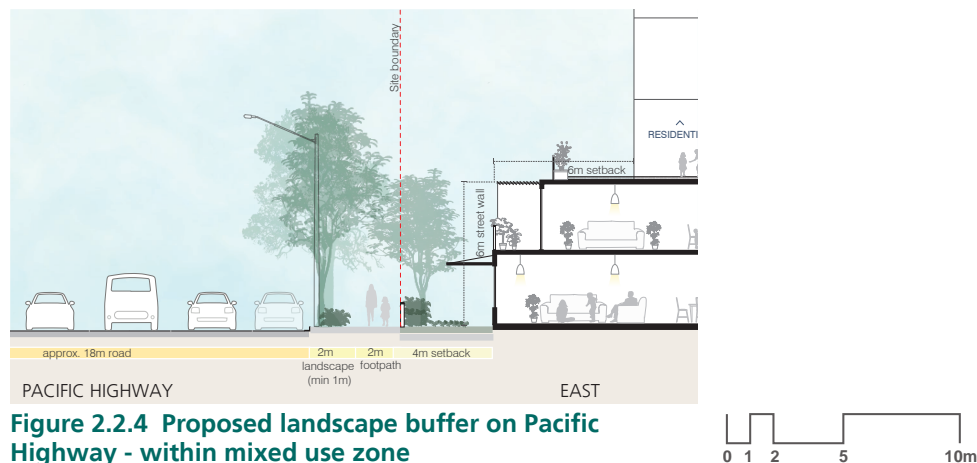 Site boundary
RESIDENTI
6m setback
6m street wall
approx. 18m road
2m
landscape
(min 1m)
2m
footpath
4m setback
PACIFIC HIGHWAY
EAST
Figure 2.2.4 Proposed landscape buffer on Pacific
Highway - within mixed use zone
0 1 2 5 10m